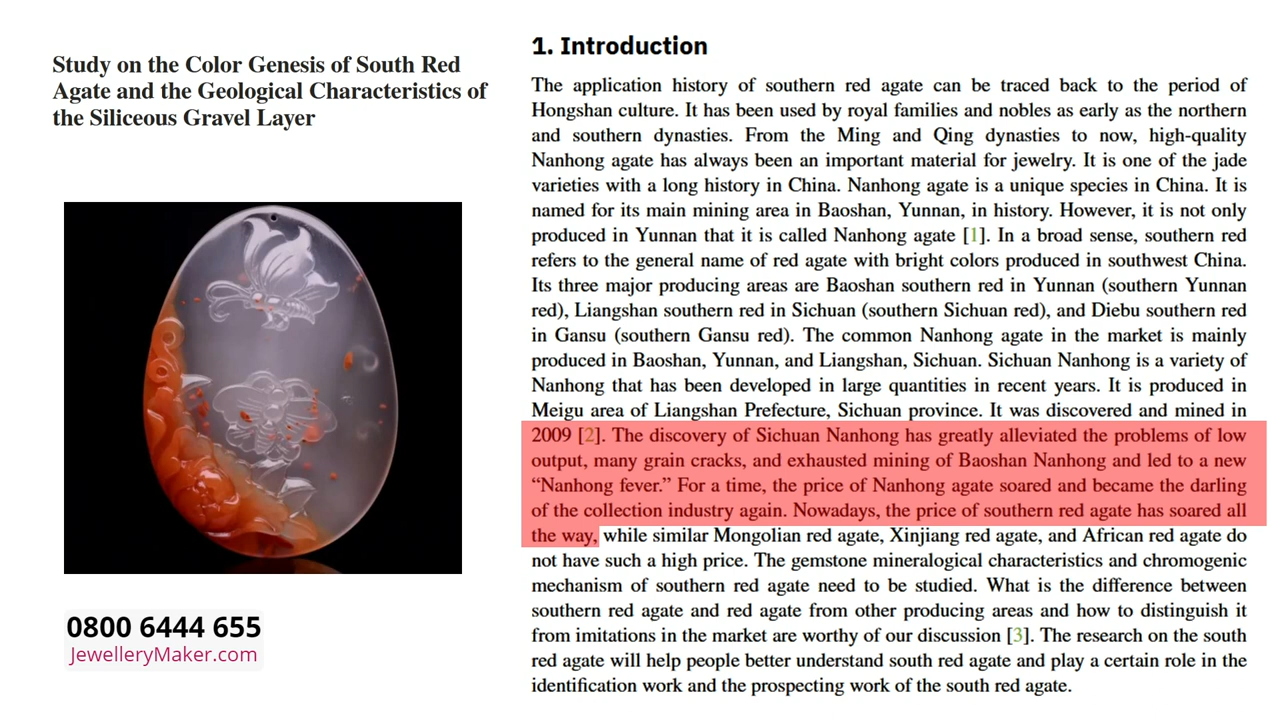 Study on the Color Genesis of South Red
Agate and the Geological Characteristics of
the Siliceous Gravel Layer
0800 6444 655
JewelleryMaker.com
1. Introduction
The application history of southern red agate can be traced back to the period of
Hongshan culture. It has been used by royal families and nobles as early as the northern
and southern dynasties. From the Ming and Qing dynasties to now, high-quality
Nanhong agate has always been an important material for jewelry. It is one of the jade
varieties with a long history in China. Nanhong agate is a unique species in China. It is
named for its main mining area in Baoshan, Yunnan, in history. However, it is not only
produced in Yunnan that it is called Nanhong agate [1]. In a broad sense, southern red
refers to the general name of red agate with bright colors produced in southwest China.
Its three major producing areas are Baoshan southern red in Yunnan (southern Yunnan
red), Liangshan southern red in Sichuan (southern Sichuan red), and Diebu southern red
in Gansu (southern Gansu red). The common Nanhong agate in the market is mainly
produced in Baoshan, Yunnan, and Liangshan, Sichuan. Sichuan Nanhong is a variety of
Nanhong that has been developed in large quantities in recent years. It is produced in
Meigu area of Liangshan Prefecture, Sichuan province. It was discovered and mined in
2009 [2]. The discovery of Sichuan Nanhong has greatly alleviated the problems of low
output, many grain cracks, and exhausted mining of Baoshan Nanhong and led to a new
“Nanhong fever.” For a time, the price of Nanhong agate soared and became the darling
of the collection industry again. Nowadays, the price of southern red agate has soared all
the way, while similar Mongolian red agate, Xinjiang red agate, and African red agate do
not have such a high price. The gemstone mineralogical characteristics and chromogenic
mechanism of southern red agate need to be studied. What is the difference between
southern red agate and red agate from other producing areas and how to distinguish it
from imitations in the market are worthy of our discussion [3]. The research on the south
red agate will help people better understand south red agate and play a certain role in the
identification work and the prospecting work of the south red agate.